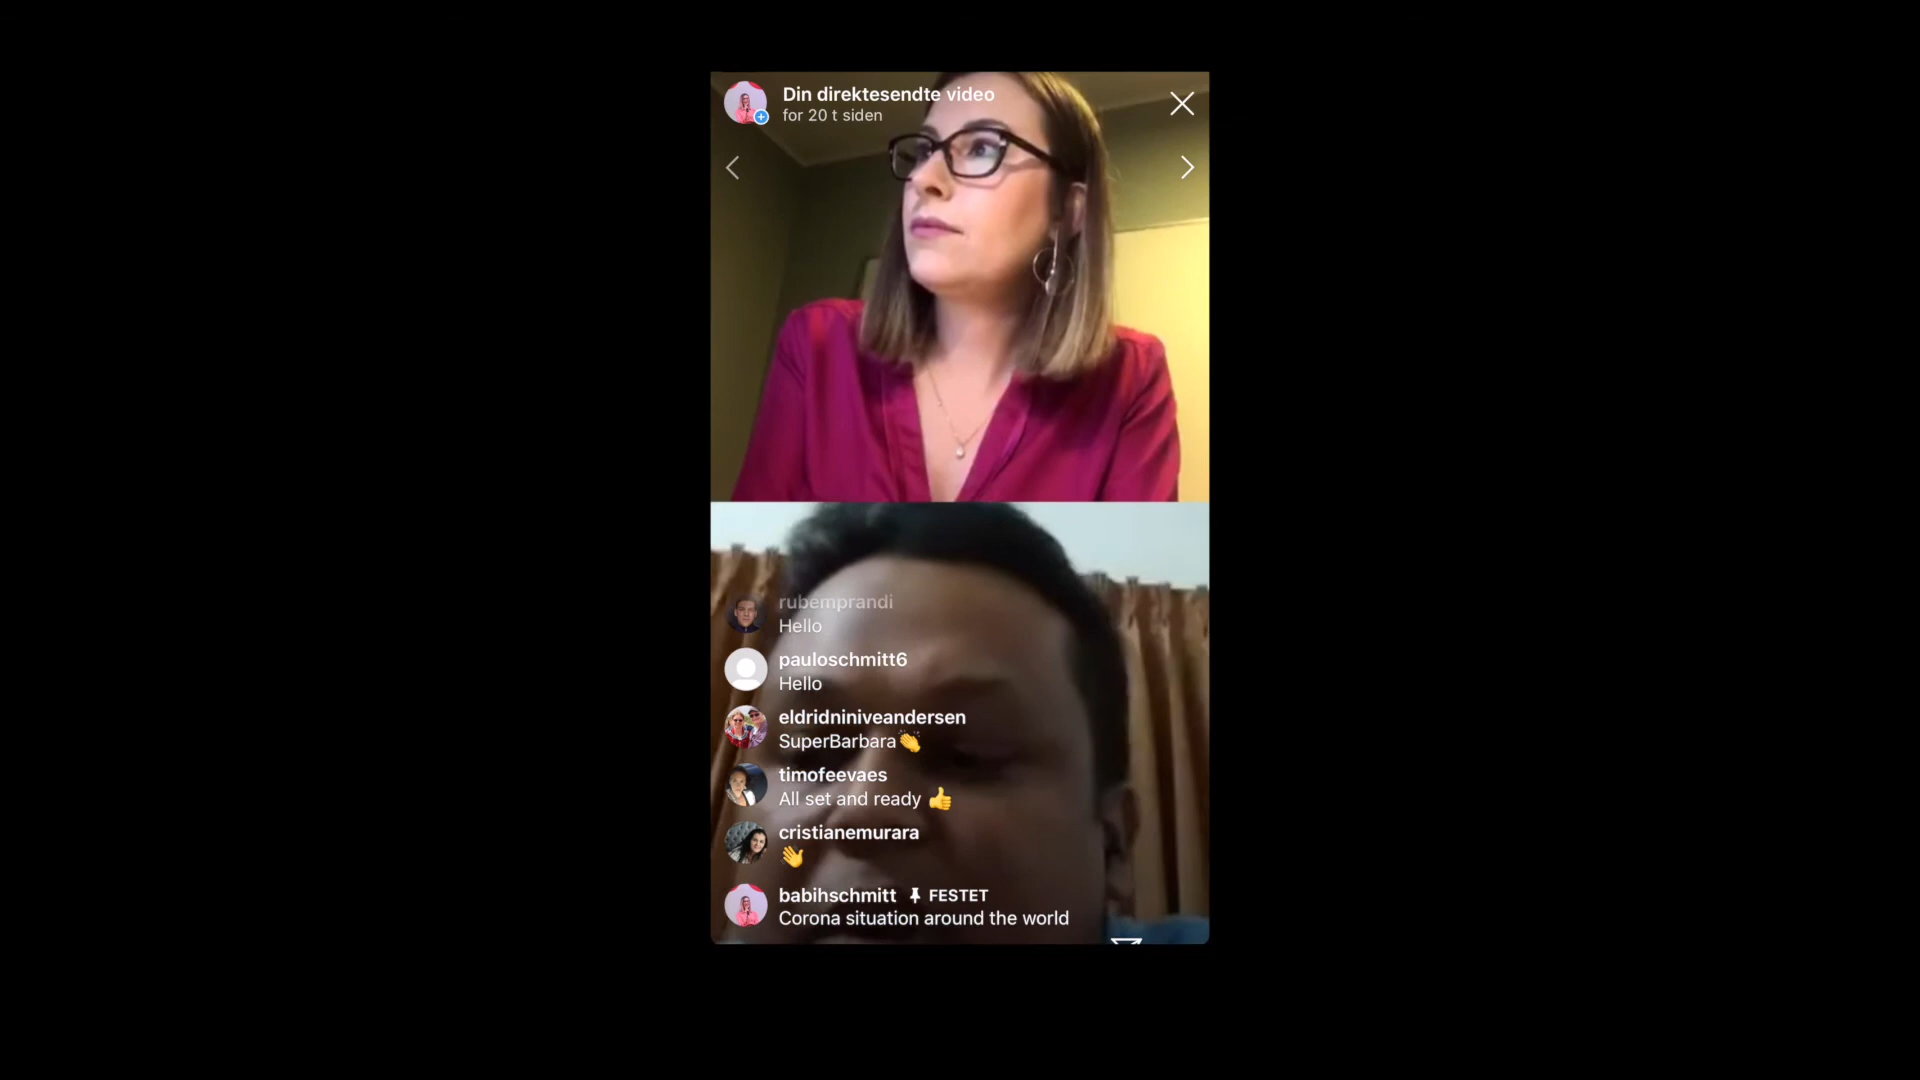 Din direktesendte video
for 20 t siden
rubemprandi
Hello
pauloschmitt6
Hello
eldridniniveandersen
SuperBarbara👏
timofeevaes
All set and ready 👍
cristianemurara
👋
babihschmitt 📌 FESTET
Corona situation around the world